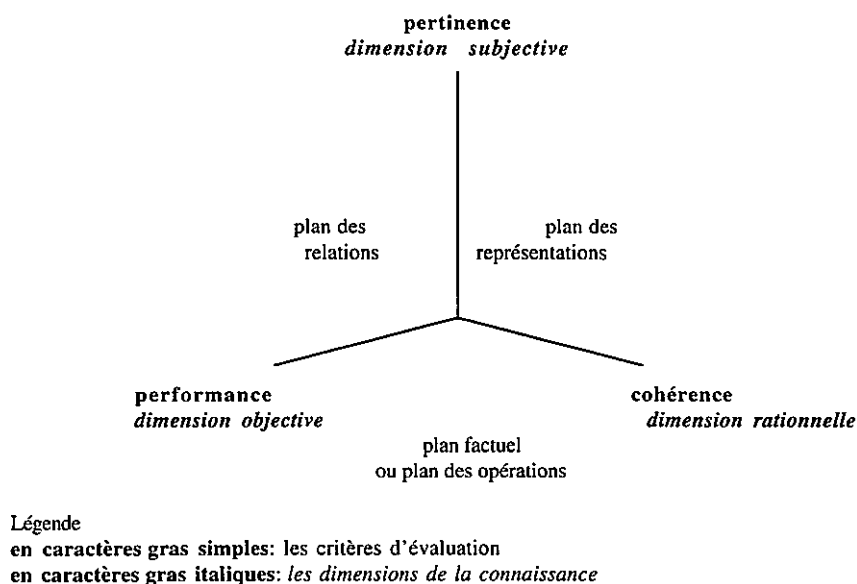 pertinence
dimension subjective
plan des
relations
plan des
représentations
performance
dimension objective
cohérence
dimension rationnelle
plan factuel
ou plan des opérations
Légende
en caractères gras simples: les critères d'évaluation
en caractères gras italiques: les dimensions de la connaissance